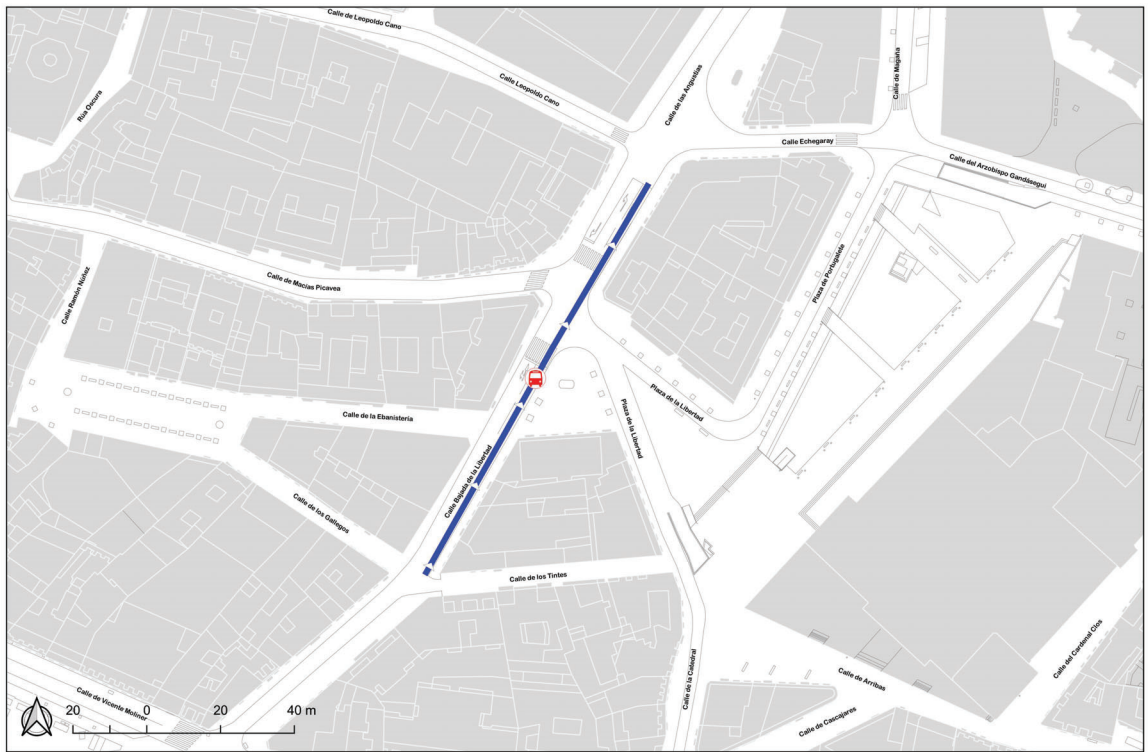 Calle de Leopoldo Cano
Calle Leopoldo Cano
Rúa Oscura
Calle de las Angustias
Calle de Magaña
Calle Echegaray
Calle del Arzobispo Gandásegui
Calle de Macías Picavea
Calle Ramón Núñez
Plaza de Portugalete
Calle de la Ebanistería
Plaza de la Libertad
Plaza de la Libertad
Calle Bajada de la Libertad
Calle de los Gallegos
Calle de los Tintes
Calle de la Catedral
Calle de Arribas
Calle del Cardenal Clos
Calle de Cascajares
Calle de Vicente Moliner
20 0 20 40 m